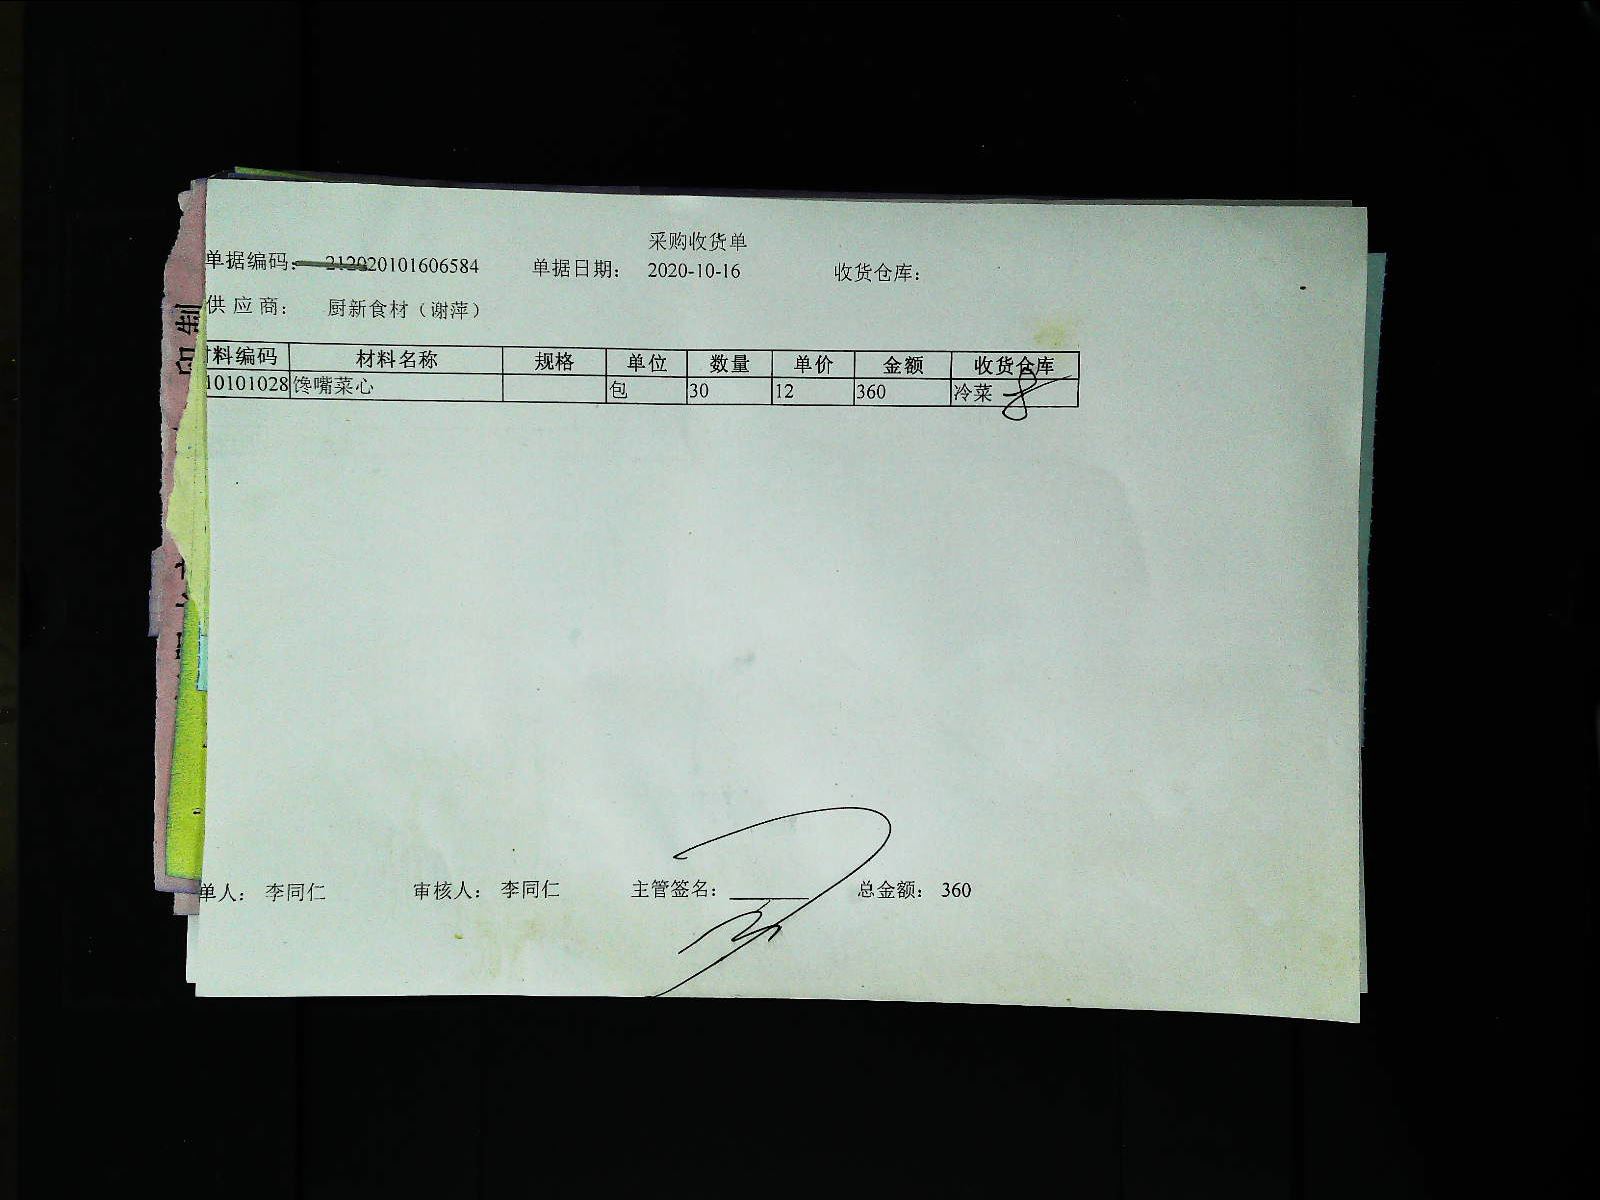 采购收货单
单据编码： 212020101606584 单据日期： 2020-10-16 收货仓库：
供应商： 厨新食材（谢萍）
料编码 材料名称 规格 单位 数量 单价 金额 收货仓库
10101028 馋嘴菜心 包 30 12 360 冷菜
单人： 李同仁 审核人： 李同仁 主管签名： 总金额： 360